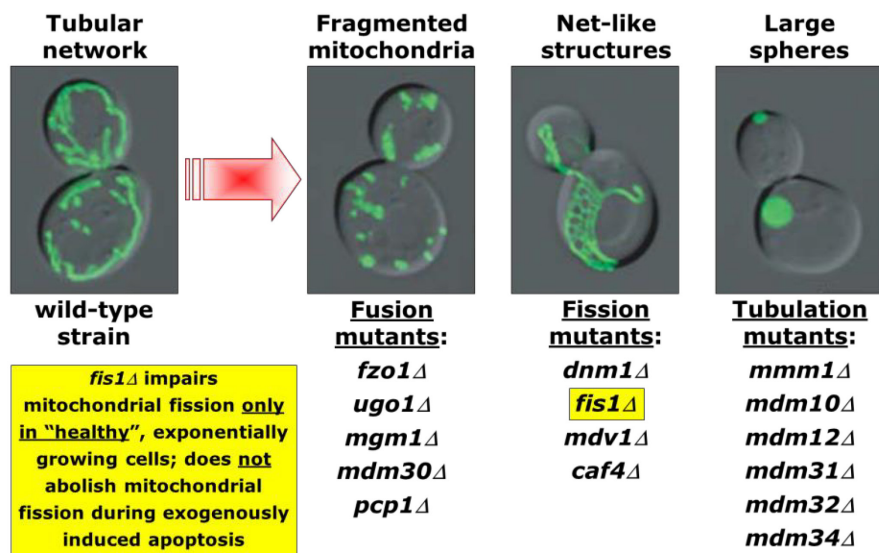 Tubular
network
Fragmented
mitochondria
Net-like
structures
Large
spheres
wild-type
strain
Fusion
mutants:
fzo1Δ
ugo1Δ
mgm1Δ
mdm30Δ
pcp1Δ
Fission
mutants:
dnm1Δ
fis1Δ
mdv1Δ
caf4Δ
Tubulation
mutants:
mmm1Δ
mdm10Δ
mdm12Δ
mdm31Δ
mdm32Δ
mdm34Δ
fis1Δ impairs
mitochondrial fission only
in “healthy”, exponentially
growing cells; does not
abolish mitochondrial
fission during exogenously
induced apoptosis